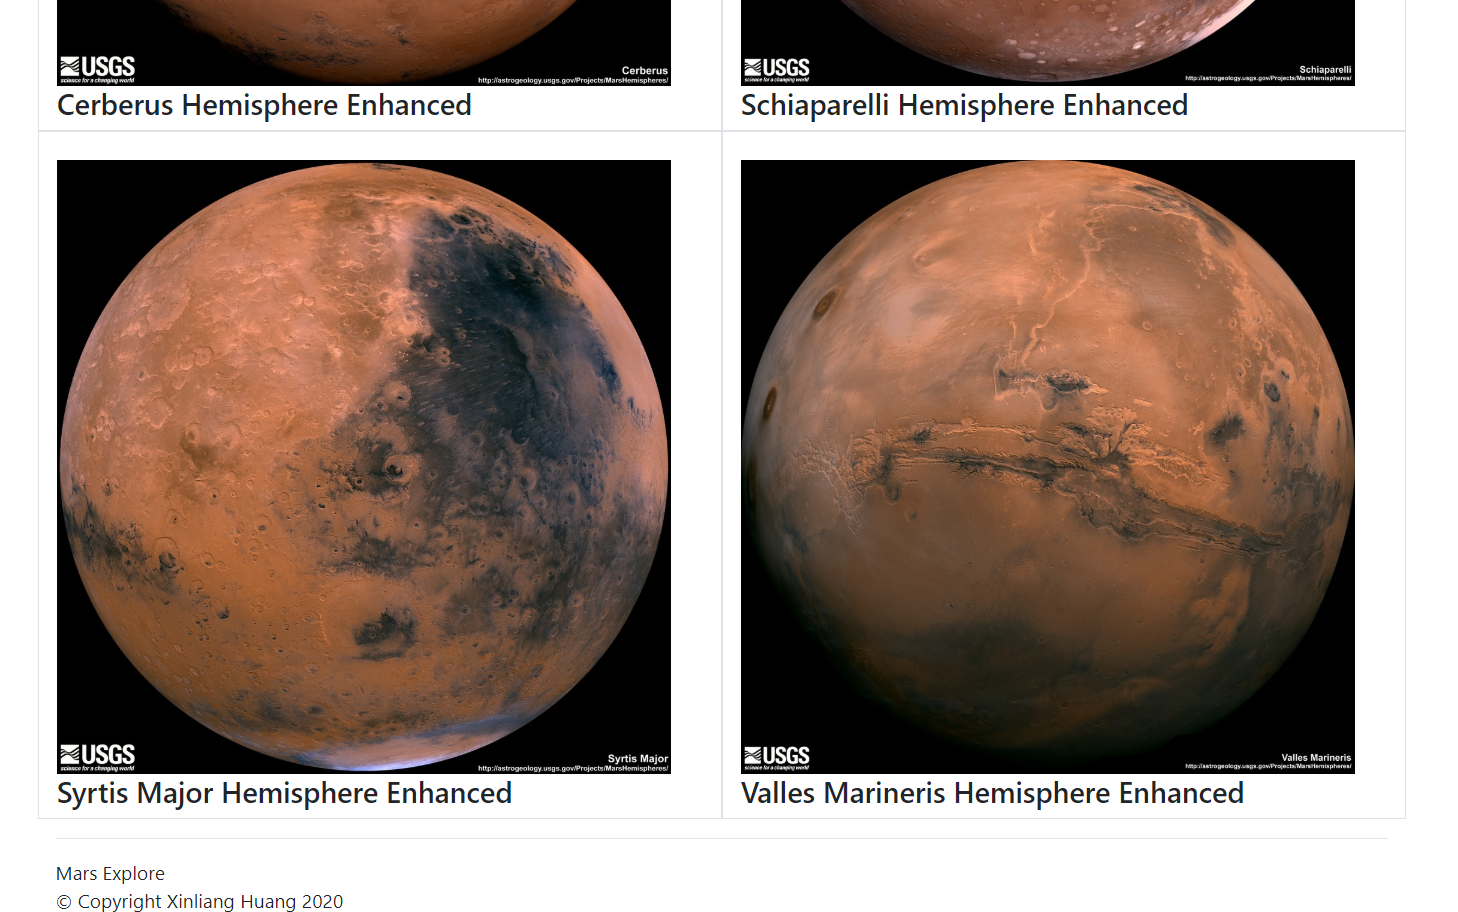 USGS
science for a changing world
Cerberus
http://astrogeology.usgs.gov/Projects/MarsHemispheres/
Cerberus Hemisphere Enhanced
USGS
science for a changing world
Schiaparelli
http://astrogeology.usgs.gov/Projects/MarsHemispheres/
Schiaparelli Hemisphere Enhanced
USGS
science for a changing world
Syrtis Major
http://astrogeology.usgs.gov/Projects/MarsHemispheres/
Syrtis Major Hemisphere Enhanced
USGS
science for a changing world
Valles Marineris
http://astrogeology.usgs.gov/Projects/MarsHemispheres/
Valles Marineris Hemisphere Enhanced
Mars Explore
© Copyright Xinliang Huang 2020